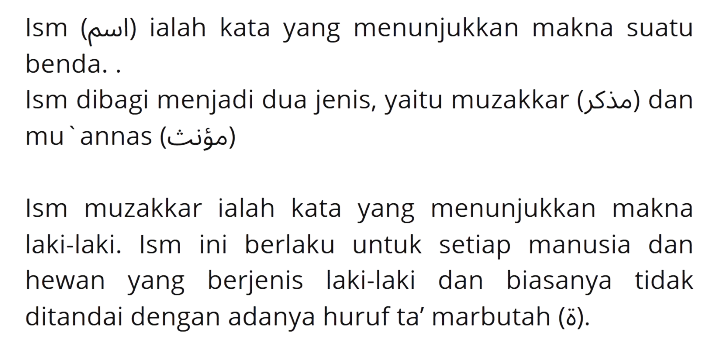 Ism (اسم) ialah kata yang menunjukkan makna suatu
benda. .
Ism dibagi menjadi dua jenis, yaitu muzakkar (مذكر) dan
mu`annas (مؤنث)
Ism muzakkar ialah kata yang menunjukkan makna
laki-laki. Ism ini berlaku untuk setiap manusia dan
hewan yang berjenis laki-laki dan biasanya tidak
ditandai dengan adanya huruf ta’ marbutah (ة).